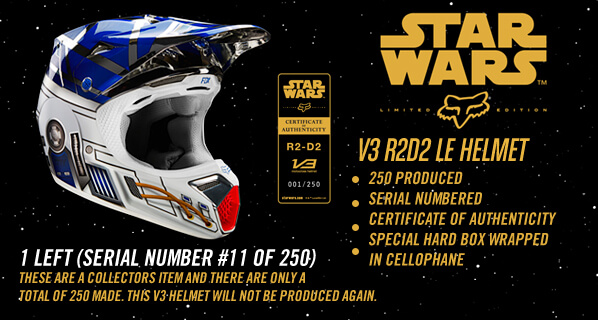 STAR
WARS
TM
LIMITED EDITION
V3 R2D2 LE HELMET
• 250 PRODUCED
• SERIAL NUMBERED
CERTIFICATE OF AUTHENTICITY
• SPECIAL HARD BOX WRAPPED
IN CELLOPHANE
FOX
STAR
WARS
CERTIFICATE
of
AUTHENTICITY
R2-D2
V3
001/250
1 LEFT (SERIAL NUMBER #11 OF 250)
THESE ARE A COLLECTORS ITEM AND THERE ARE ONLY A
TOTAL OF 250 MADE. THIS V3 HELMET WILL NOT BE PRODUCED AGAIN.